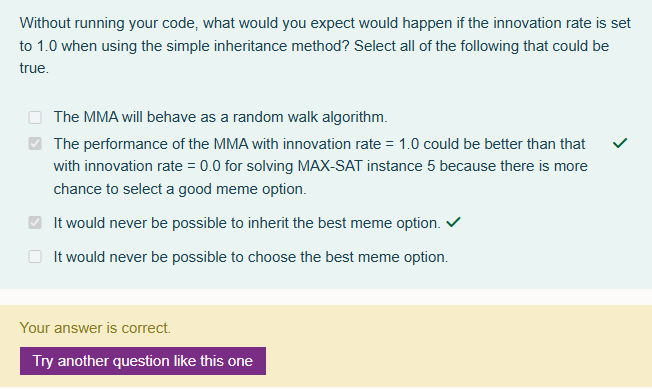 Without running your code, what would you expect would happen if the innovation rate is set
to 1.0 when using the simple inheritance method? Select all of the following that could be
true.
The MMA will behave as a random walk algorithm.
The performance of the MMA with innovation rate = 1.0 could be better than that
with innovation rate = 0.0 for solving MAX-SAT instance 5 because there is more
chance to select a good meme option.
It would never be possible to inherit the best meme option.
It would never be possible to choose the best meme option.
Your answer is correct.
Try another question like this one